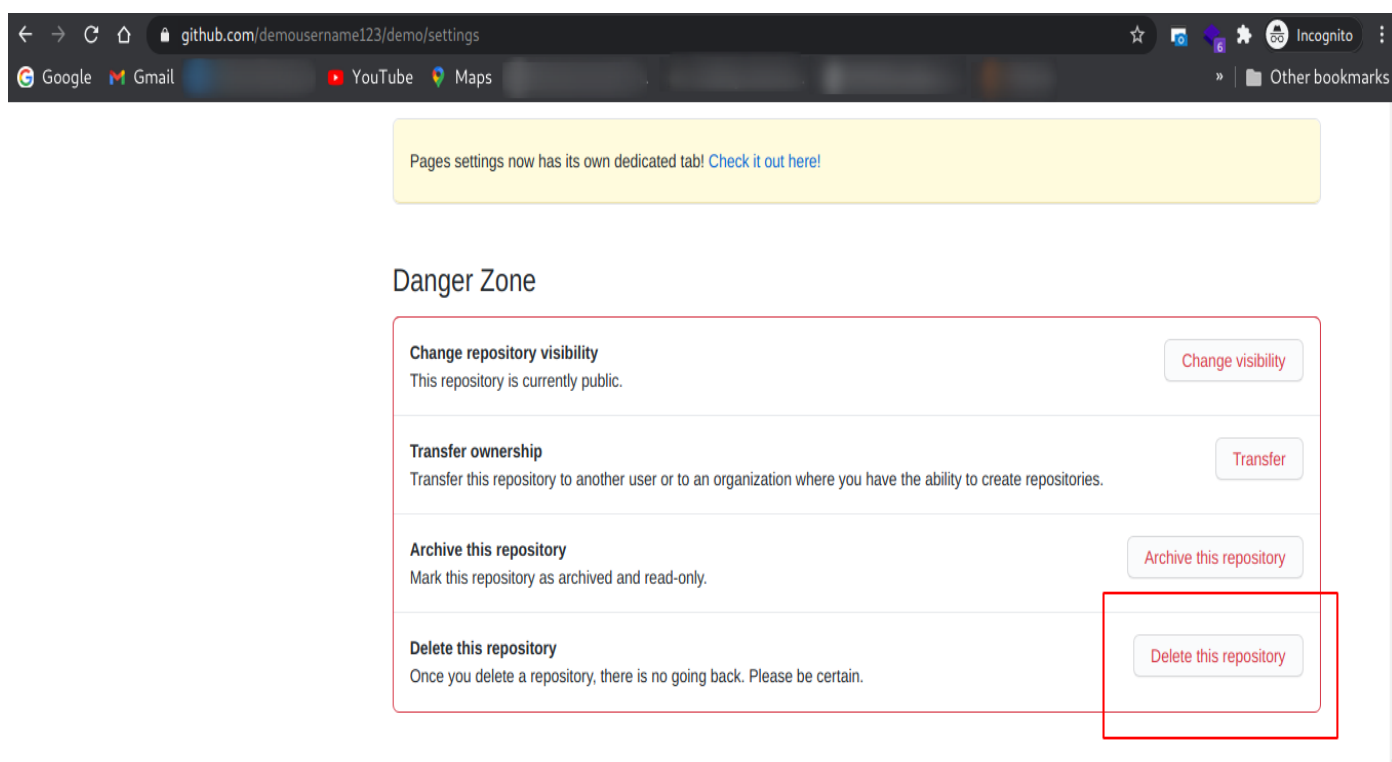 github.com/demousername123/demo/settings
6
Incognito
Google
Gmail
YouTube
Maps
»
Other bookmarks
Pages settings now has its own dedicated tab! Check it out here!
Danger Zone
Change repository visibility
This repository is currently public.
Change visibility
Transfer ownership
Transfer this repository to another user or to an organization where you have the ability to create repositories.
Transfer
Archive this repository
Mark this repository as archived and read-only.
Archive this repository
Delete this repository
Once you delete a repository, there is no going back. Please be certain.
Delete this repository